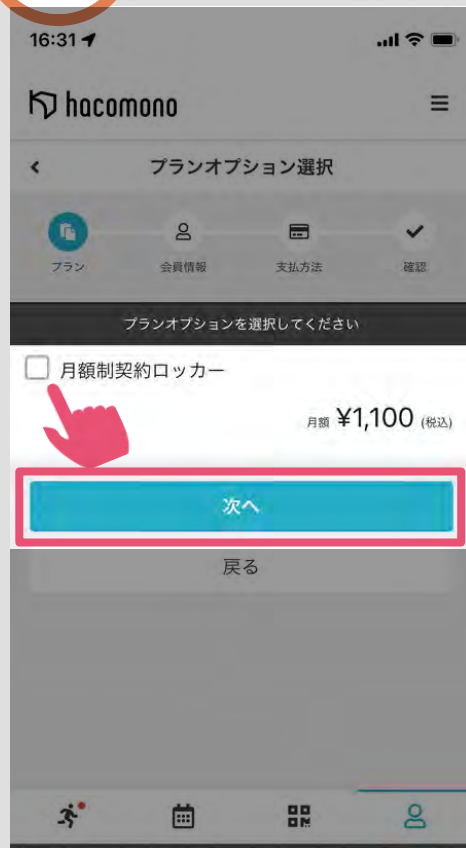 16:31
hacomono
プランオプション選択
プラン
会員情報
支払方法
確認
プランオプションを選択してください
月額制契約ロッカー
月額 ¥1,100 (税込)
次へ
戻る